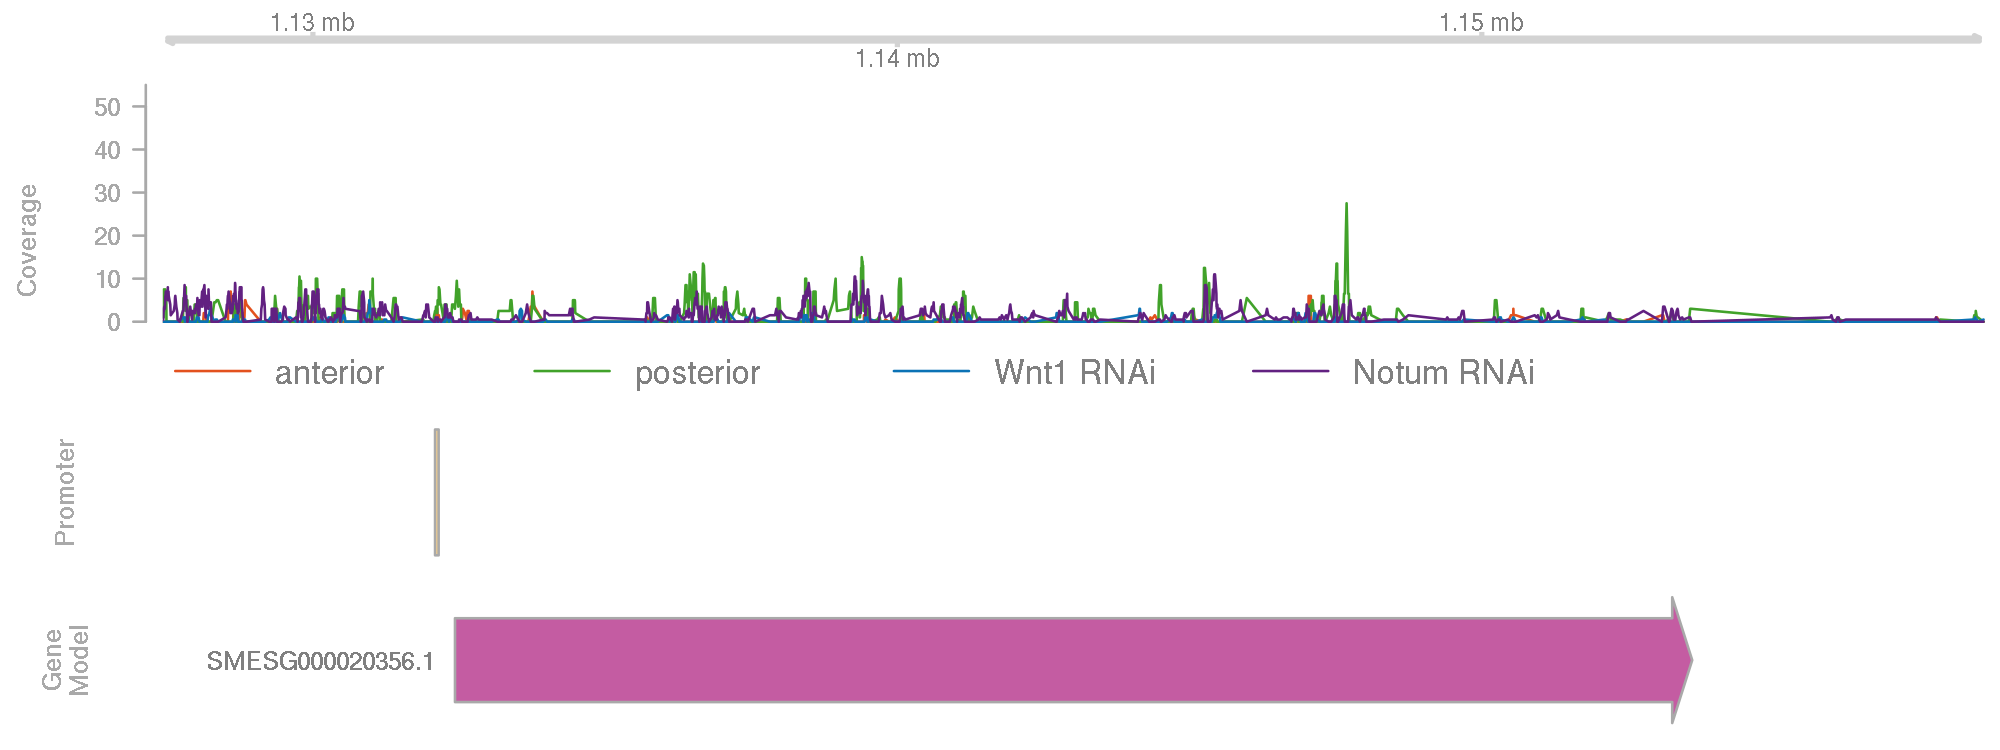 1.13 mb
1.15 mb
1.14 mb
Coverage
50
40
30
20
10
0
anterior
posterior
Wnt1 RNAi
Notum RNAi
Promoter
Gene
Model
SMESG000020356.1